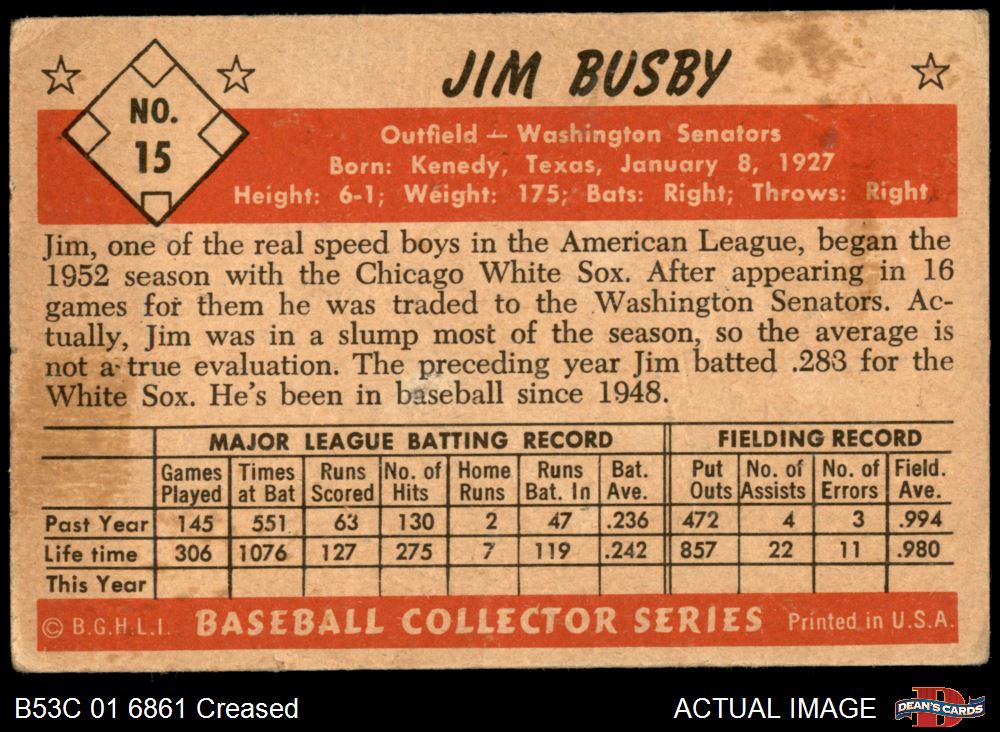 JIM BUSBY
NO.
15
Outfield — Washington Senators
Born: Kenedy, Texas, January 8, 1927
Height: 6-1; Weight: 175; Bats: Right; Throws: Right
Jim, one of the real speed boys in the American League, began the
1952 season with the Chicago White Sox. After appearing in 16
games for them he was traded to the Washington Senators. Ac-
tually, Jim was in a slump most of the season, so the average is
not a true evaluation. The preceding year Jim batted .283 for the
White Sox. He's been in baseball since 1948.
MAJOR LEAGUE BATTING RECORD FIELDING RECORD
Games Times Runs No. of Home Runs Bat. Put No. of No. of Field.
Played at Bat Scored Hits Runs Bat. In Ave. Outs Assists Errors Ave.
Past Year 145 551 63 130 2 47 .236 472 4 3 .994
Life time 306 1076 127 275 7 119 .242 857 22 11 .980
This Year
© B.G.H.L.I. BASEBALL COLLECTOR SERIES Printed in U.S.A.
B53C 01 6861 Creased ACTUAL IMAGE DEAN'S CARDS